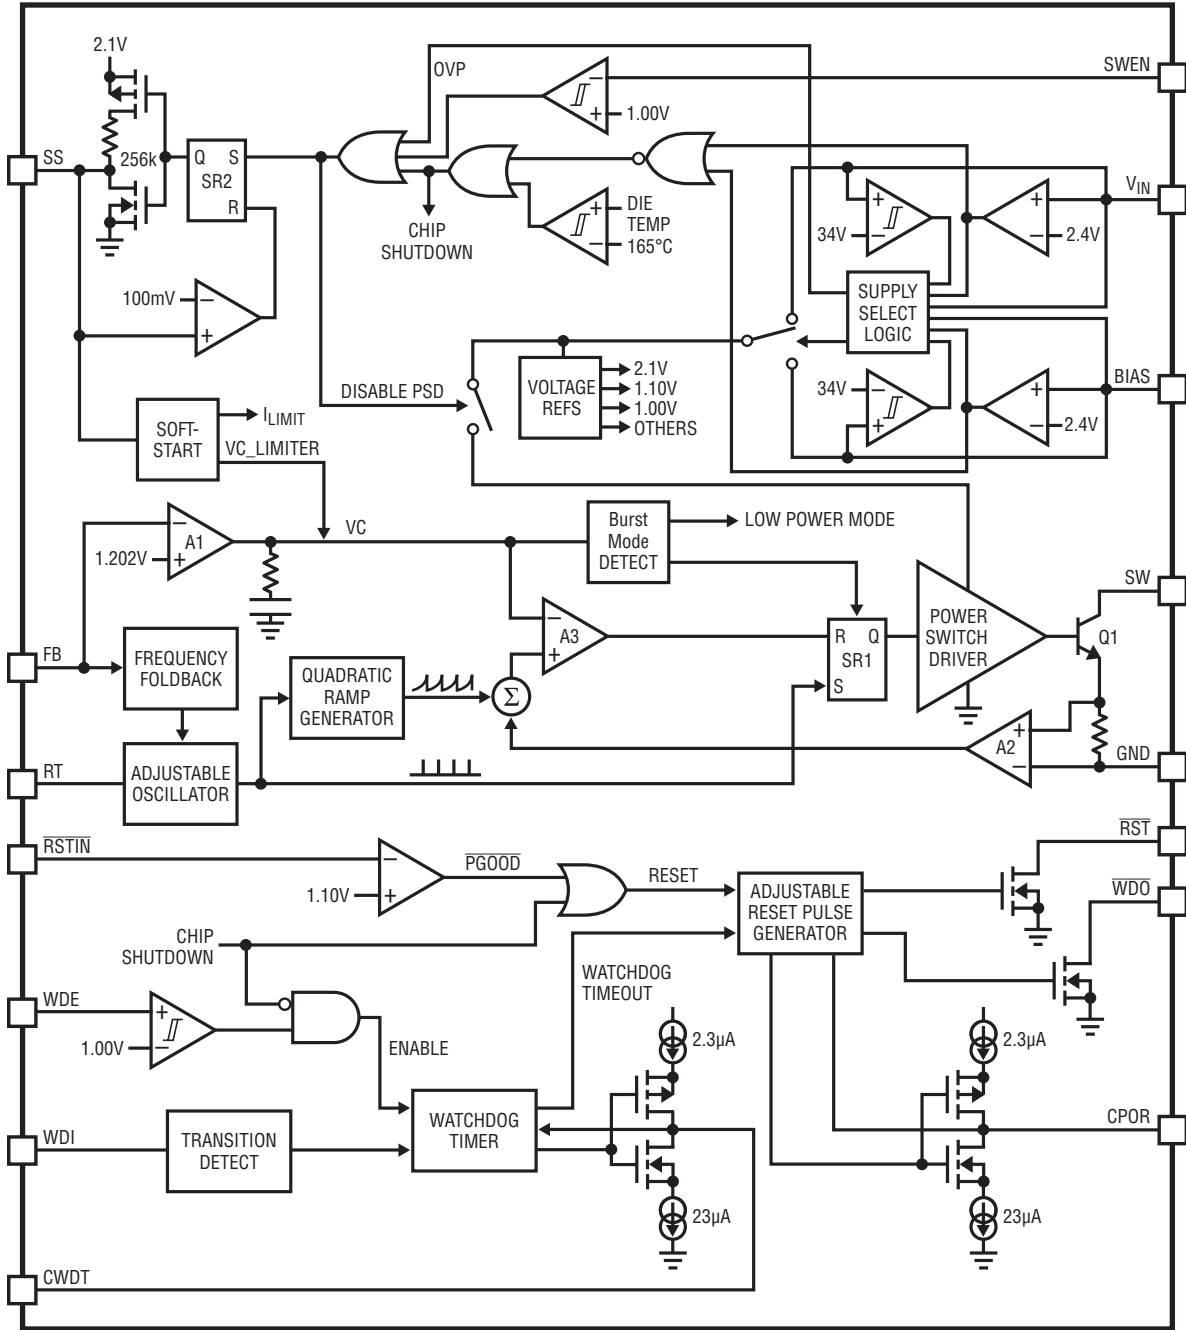 2.1V
OVP
SWEN
1.00V
SS
256k
Q S
SR2
R
DIE
TEMP
165°C
CHIP
SHUTDOWN
VIN
34V
2.4V
100mV
SUPPLY
SELECT
LOGIC
DISABLE PSD
VOLTAGE
REFS
2.1V
1.10V
1.00V
OTHERS
34V
2.4V
BIAS
SOFT-
START
ILIMIT
VC_LIMITER
A1
1.202V
VC
Burst
Mode
DETECT
LOW POWER MODE
SW
A3
R Q
SR1
S
POWER
SWITCH
DRIVER
Q1
FB
FREQUENCY
FOLDBACK
QUADRATIC
RAMP
GENERATOR
Σ
A2
GND
RT
ADJUSTABLE
OSCILLATOR
RSTIN
1.10V
PGOOD
RESET
ADJUSTABLE
RESET PULSE
GENERATOR
RST
WDO
CHIP
SHUTDOWN
WATCHDOG
TIMEOUT
WDE
1.00V
ENABLE
2.3µA
2.3µA
WATCHDOG
TIMER
CPOR
WDI
TRANSITION
DETECT
23µA
23µA
CWDT